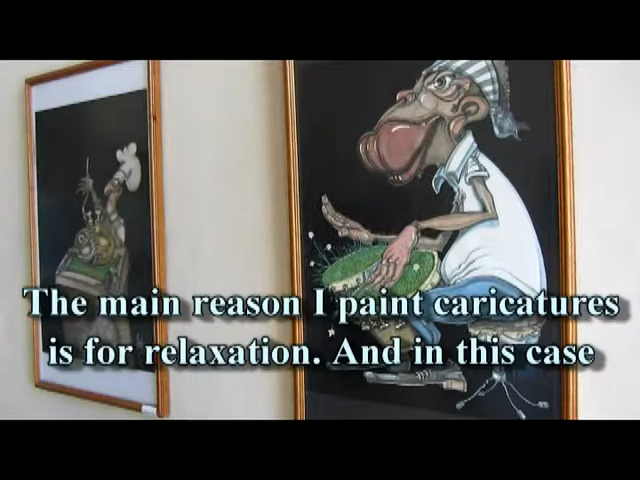 The main reason I paint caricatures
is for relaxation. And in this case